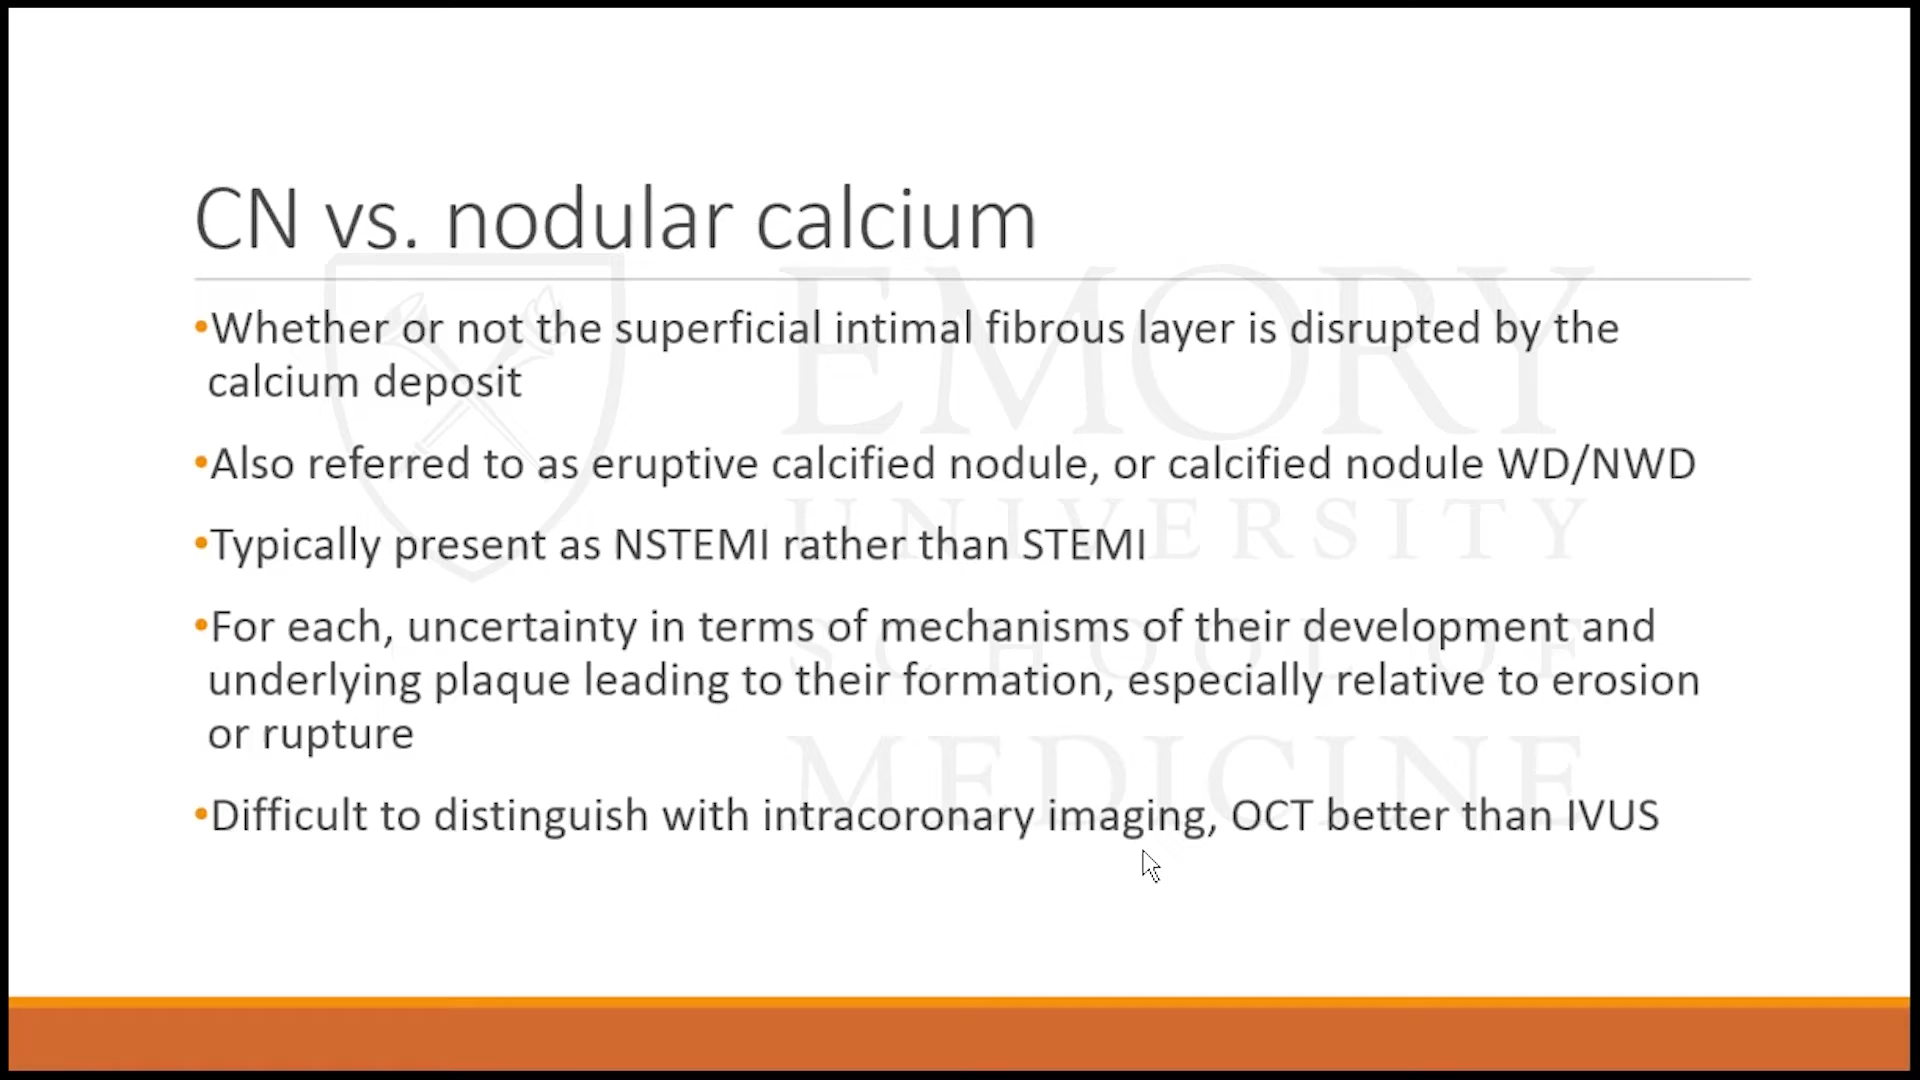 CN vs. nodular calcium
•Whether or not the superficial intimal fibrous layer is disrupted by the
calcium deposit
•Also referred to as eruptive calcified nodule, or calcified nodule WD/NWD
•Typically present as NSTEMI rather than STEMI
•For each, uncertainty in terms of mechanisms of their development and
underlying plaque leading to their formation, especially relative to erosion
or rupture
•Difficult to distinguish with intracoronary imaging, OCT better than IVUS
EMORY
UNIVERSITY
SCHOOL OF
MEDICINE